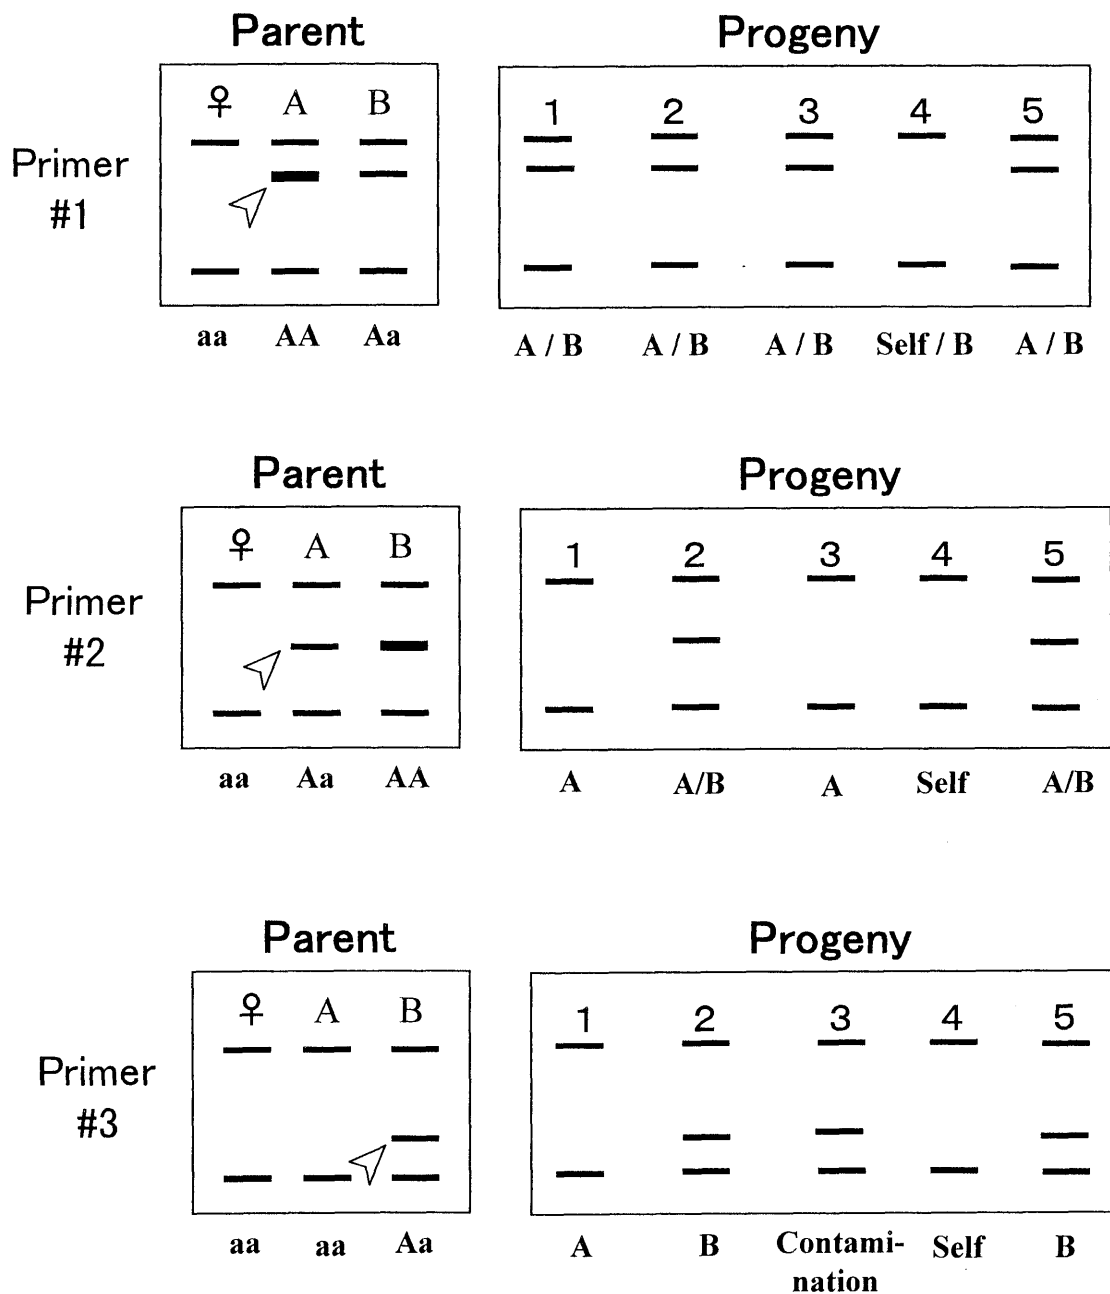 Parent Progeny
♀ A B 1 2 3 4 5
Primer
#1
aa AA Aa A / B A / B A / B Self / B A / B
Parent Progeny
♀ A B 1 2 3 4 5
Primer
#2
aa Aa AA A A/B A Self A/B
Parent Progeny
♀ A B 1 2 3 4 5
Primer
#3
aa aa Aa A B Contami- Self B
nation